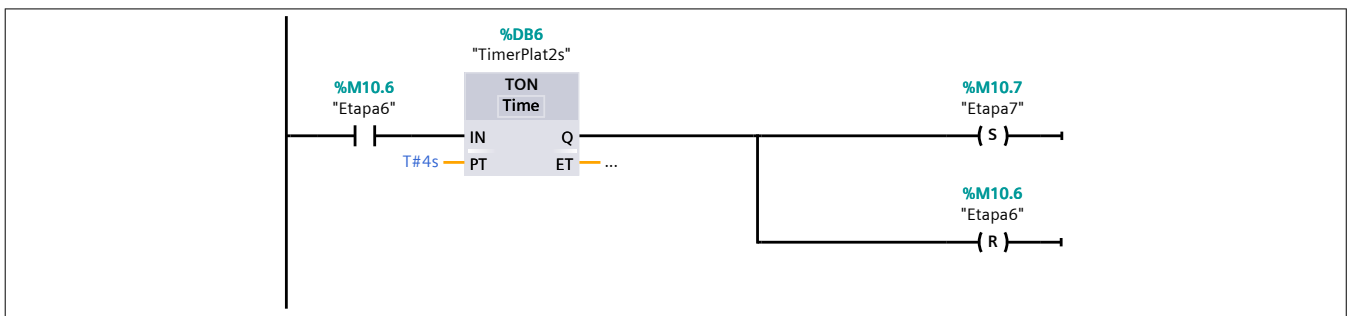 %DB6
"TimerPlat2s"
TON
Time
%M10.6
"Etapa6"
%M10.7
"Etapa7"
IN
Q
( S )
T#4s
PT
ET
...
%M10.6
"Etapa6"
( R )